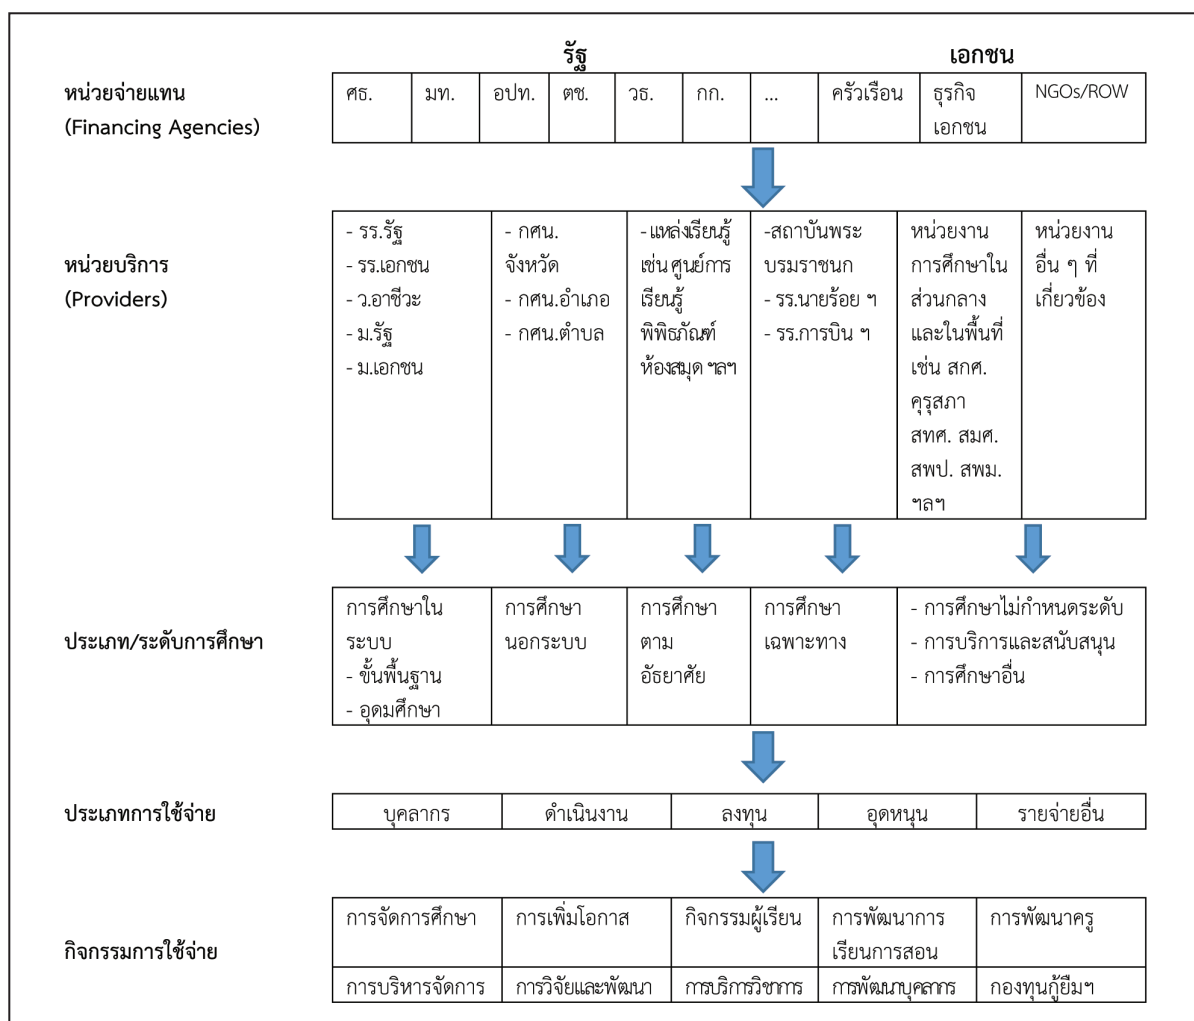 รัฐ เอกชน
หน่วยจ่ายแทน
(Financing Agencies)
ศธ. มท. อปท. ตช. วธ. กก. ... ครัวเรือน ธุรกิจ NGOs/ROW
เอกชน
หน่วยบริการ
(Providers)
- รร.รัฐ
- รร.เอกชน
- ว.อาชีวะ
- ม.รัฐ
- ม.เอกชน
- กศน.
จังหวัด
- กศน.อำเภอ
- กศน.ตำบล
- แหล่งเรียนรู้
เช่น ศูนย์การ
เรียนรู้
พิพิธภัณฑ์
ห้องสมุด ฯลฯ
-สถาบันพระ
บรมราชนก
- รร.นายร้อย ฯ
- รร.การบิน ฯ
หน่วยงาน
การศึกษาใน
ส่วนกลาง
และในพื้นที่
เช่น สกศ.
คุรุสภา
สทศ. สมศ.
สพป. สพม.
ฯลฯ
หน่วยงาน
อื่น ๆ ที่
เกี่ยวข้อง
ประเภท/ระดับการศึกษา
การศึกษาใน
ระบบ
- ขั้นพื้นฐาน
- อุดมศึกษา
การศึกษา
นอกระบบ
การศึกษา
ตาม
อัธยาศัย
การศึกษา
เฉพาะทาง
- การศึกษาไม่กำหนดระดับ
- การบริการและสนับสนุน
- การศึกษาอื่น
ประเภทการใช้จ่าย
บุคลากร ดำเนินงาน ลงทุน อุดหนุน รายจ่ายอื่น
กิจกรรมการใช้จ่าย
การจัดการศึกษา การเพิ่มโอกาส กิจกรรมผู้เรียน การพัฒนาการ การพัฒนาครู
เรียนการสอน
การบริหารจัดการ การวิจัยและพัฒนา การบริการวิชาการ การพัฒนาบุคลากร กองทุนกู้ยืมฯ